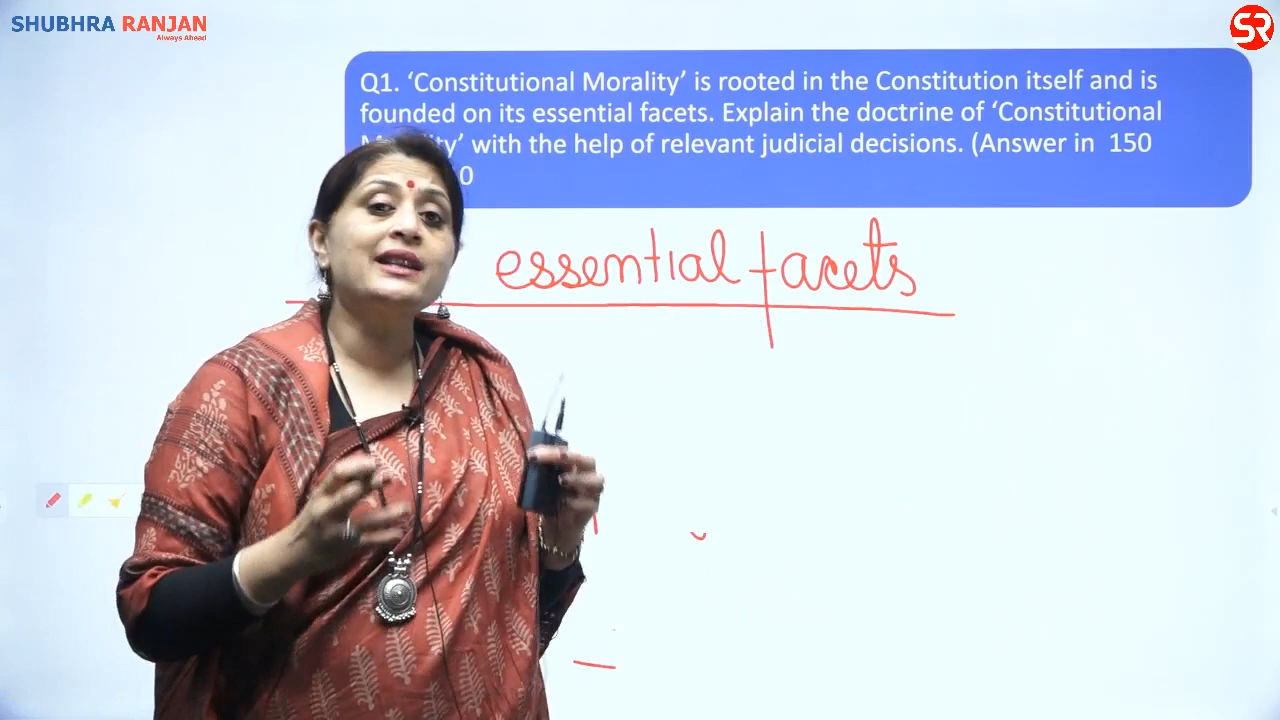 SHUBHRA RANJAN
Always Ahead
SR
Q1. ‘Constitutional Morality’ is rooted in the Constitution itself and is
founded on its essential facets. Explain the doctrine of ‘Constitutional
with the help of relevant judicial decisions. (Answer in 150
0
essential facets